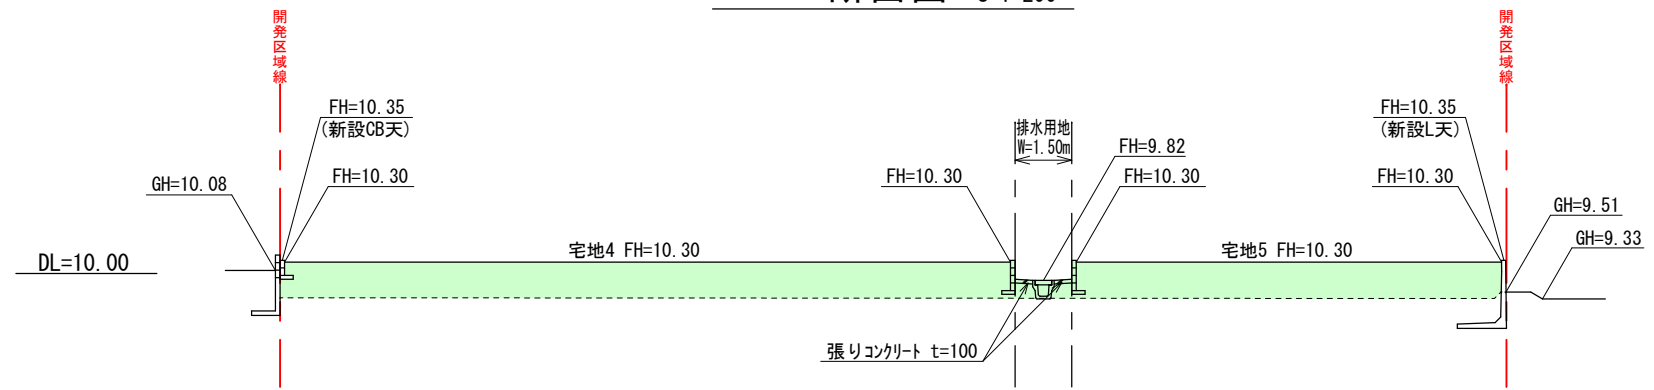 開発区域線
開発区域線
FH=10.35
(新設CB天)
GH=10.08
FH=10.30
FH=10.30
排水用地
W=1.50m
FH=9.82
FH=10.30
FH=10.35
(新設L天)
FH=10.30
GH=9.51
GH=9.33
DL=10.00
宅地4 FH=10.30
宅地5 FH=10.30
張りコンクリート t=100